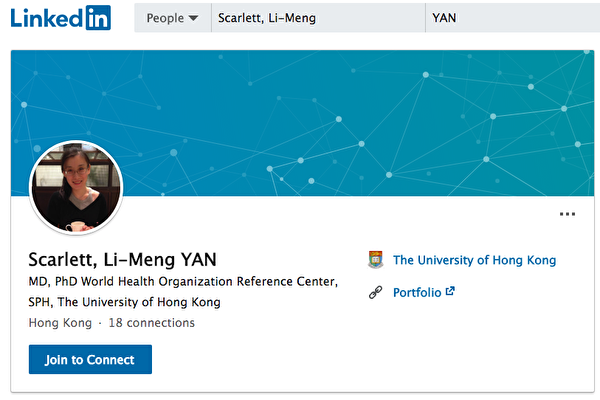 LinkedIn People Scarlett, Li-Meng YAN
Scarlett, Li-Meng YAN
MD, PhD World Health Organization Reference Center,
SPH, The University of Hong Kong
Hong Kong · 18 connections
Join to Connect
The University of Hong Kong
Portfolio